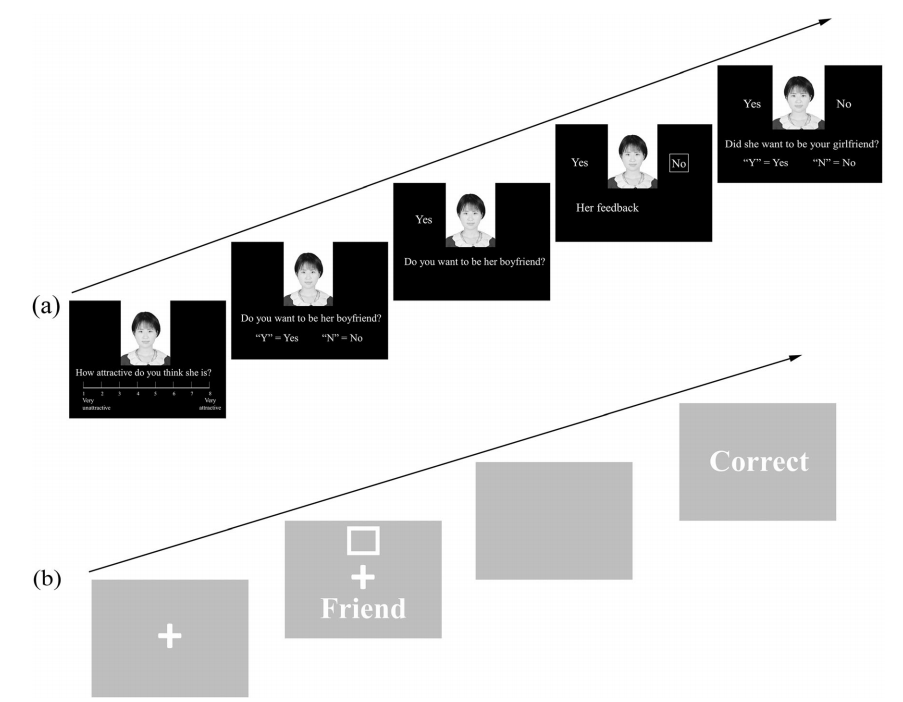 (a)
How attractive do you think she is?
1 2 3 4 5 6 7 8
Very unattractive
Very attractive
Do you want to be her boyfriend?
“Y” = Yes “N” = No
Yes
Do you want to be her boyfriend?
Yes No
Her feedback
Yes No
Did she want to be your girlfriend?
“Y” = Yes “N” = No
(b)
Friend
Correct